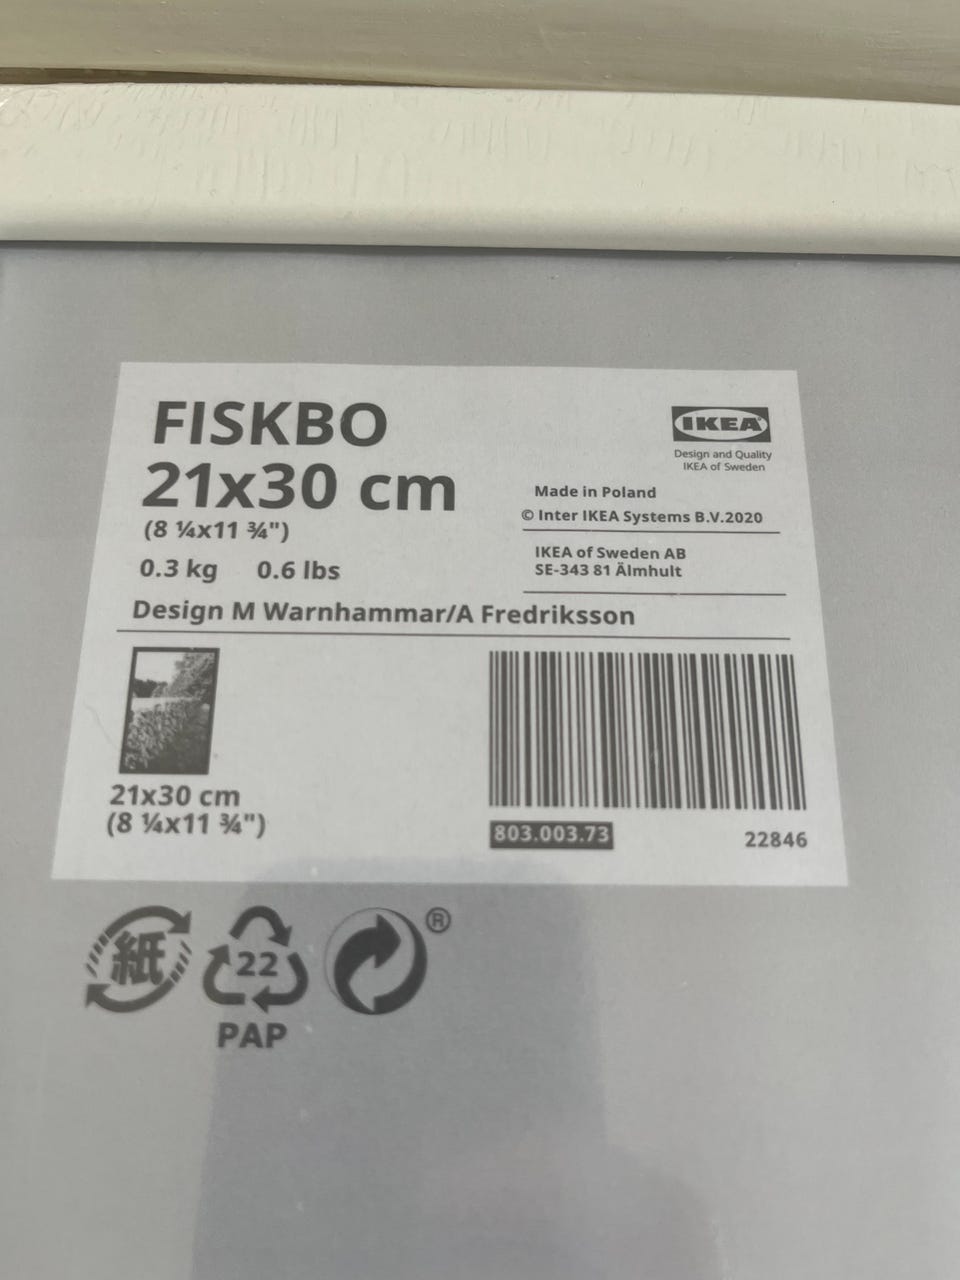 FISKBO
21x30 cm
(8 ¼x11 ¾")
0.3 kg 0.6 lbs
Design M Warnhammar/A Fredriksson
IKEA
Design and Quality
IKEA of Sweden
Made in Poland
© Inter IKEA Systems B.V.2020
IKEA of Sweden AB
SE-343 81 Älmhult
21x30 cm
(8 ¼x11 ¾")
803.003.73
22846
紙
22
PAP
®